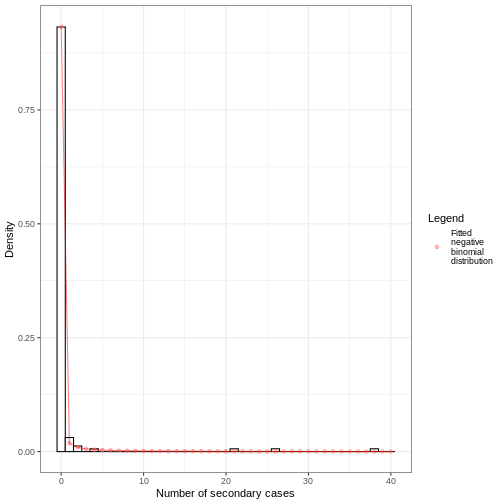 Density
0.75
0.50
0.25
0.00
0
10
20
30
40
Number of secondary cases
Legend
Fitted
negative
binomial
distribution